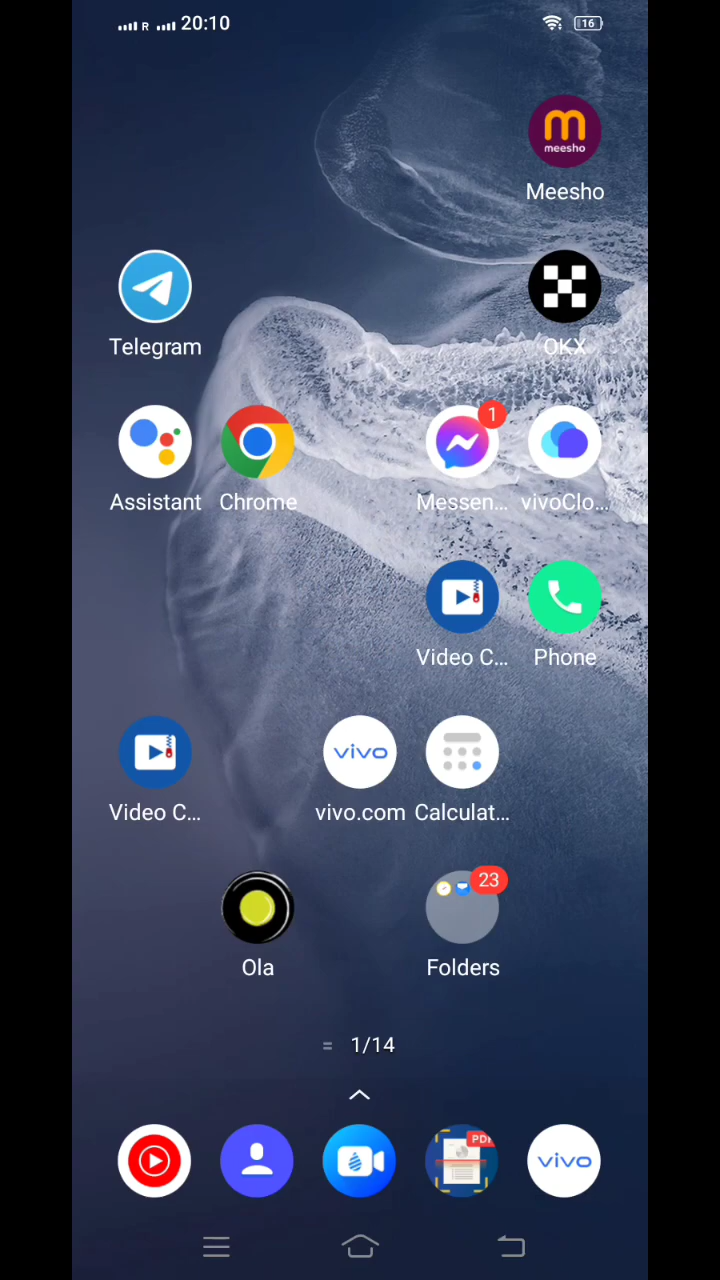 R 20:10 16
meesho
Meesho
Telegram OKX
1
Assistant Chrome Messen... vivoClo...
Video C... Phone
vivo
Video C... vivo.com Calculat...
23
Ola Folders
1/14
PDF
vivo